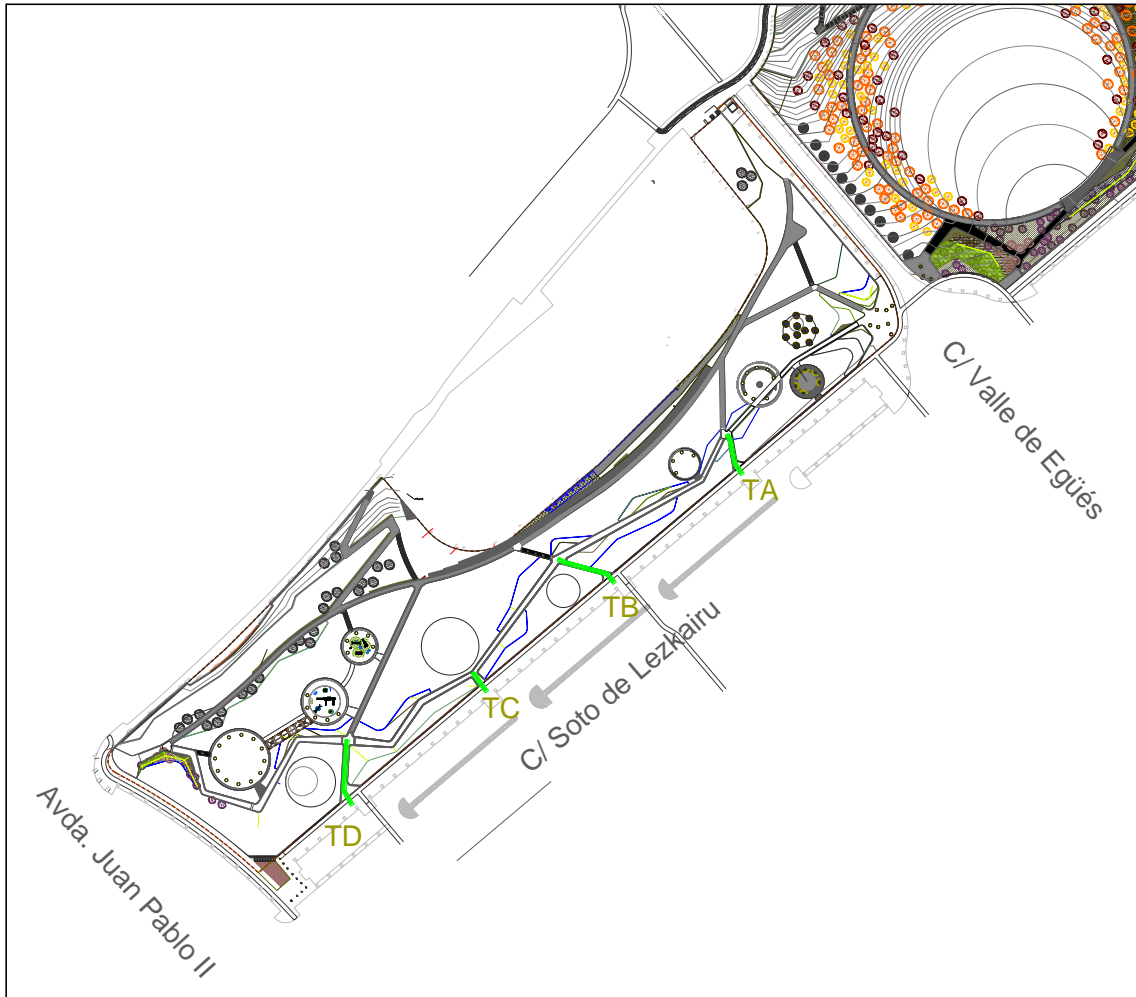 C/ Valle de Egüés
TA
TB
C/ Soto de Lezkairu
TC
TD
Avda. Juan Pablo II